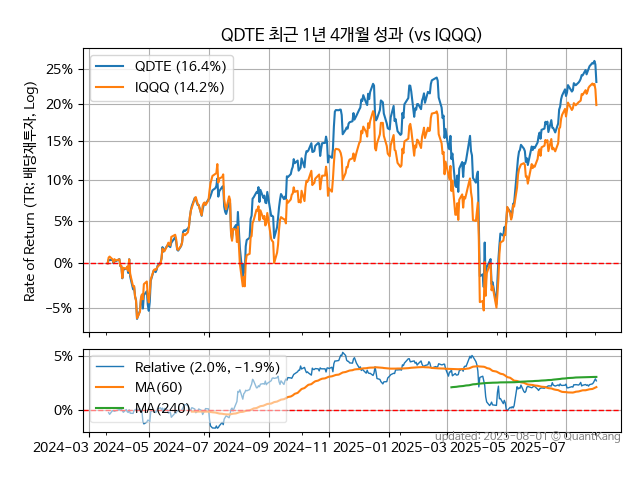 QDTE 최근 1년 4개월 성과 (vs IQQQ)
Rate of Return (TR: 배당재투자, Log)
25%
20%
15%
10%
5%
0%
−5%
QDTE (16.4%)
IQQQ (14.2%)
5%
0%
Relative (2.0%, −1.9%)
MA(60)
MA(240)
updated: 2025-08-01 © QuantKang
2024-03 2024-05 2024-07 2024-09 2024-11 2025-01 2025-03 2025-05 2025-07